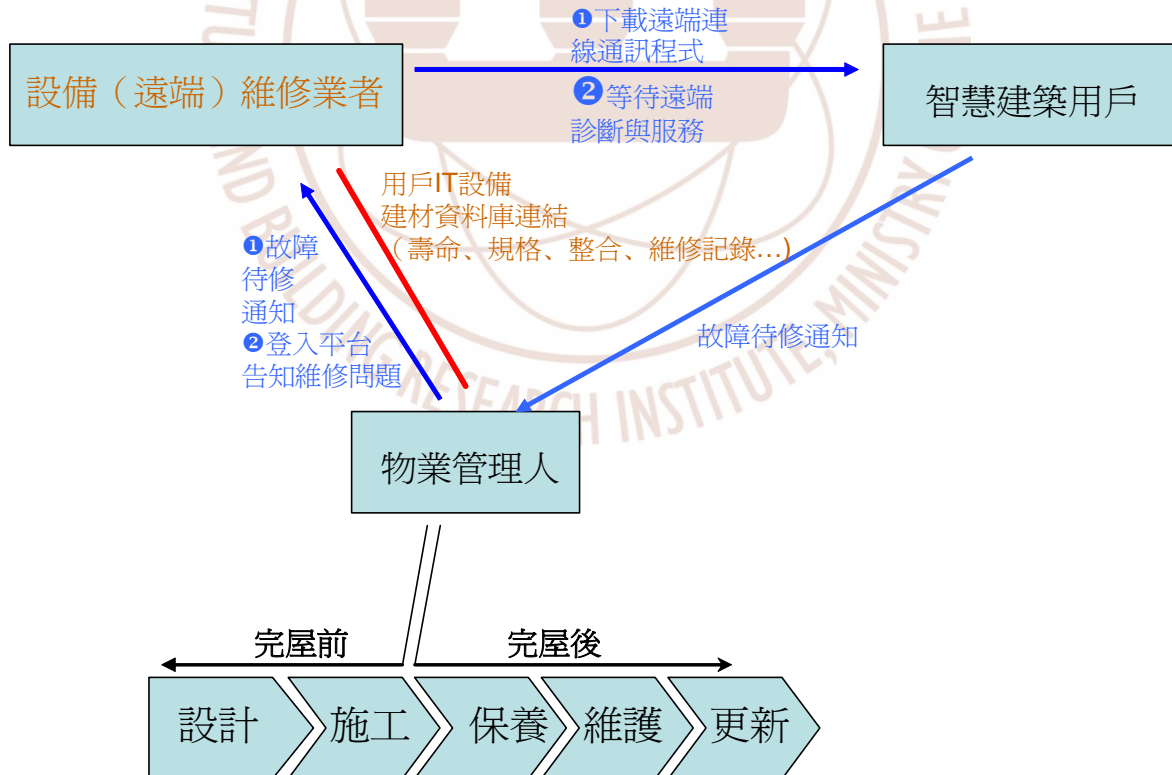 ❶下載遠端連
線通訊程式
❷等待遠端
診斷與服務
設備（遠端）維修業者
智慧建築用戶
用戶IT設備
建材資料庫連結
（壽命、規格、整合、維修記錄...)
❶故障
待修
通知
❷登入平台
告知維修問題
故障待修通知
物業管理人
完屋前
完屋後
設計
施工
保養
維護
更新
BUILDING RESEARCH INSTITUTE, MINISTRY